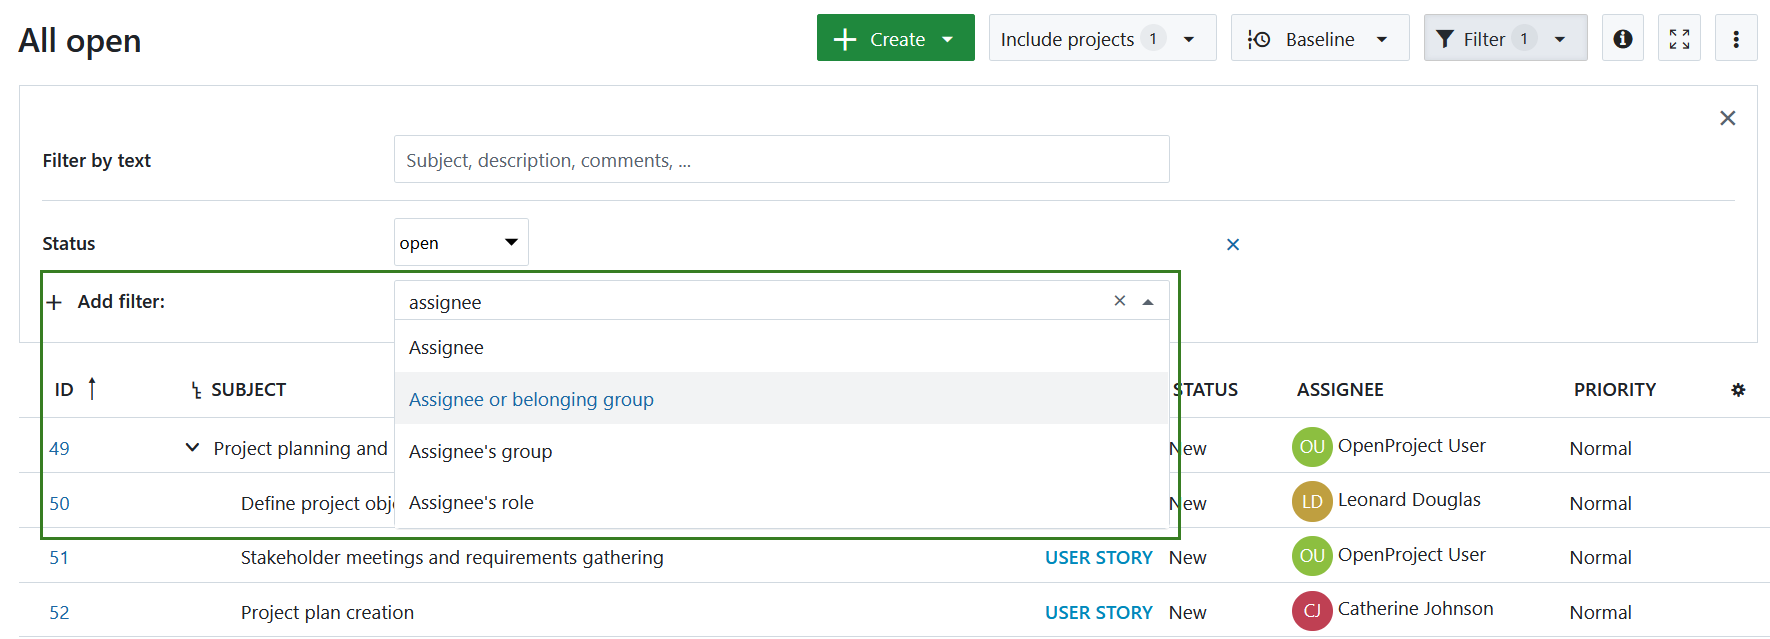 All open
Create
Include projects 1
Baseline
Filter 1
Filter by text
Subject, description, comments, ...
Status
open
Add filter:
assignee
Assignee
Assignee or belonging group
Assignee's group
Assignee's role
ID SUBJECT STATUS ASSIGNEE PRIORITY
49 Project planning and New OU OpenProject User Normal
50 Define project obj New LD Leonard Douglas Normal
51 Stakeholder meetings and requirements gathering USER STORY New OU OpenProject User Normal
52 Project plan creation USER STORY New CJ Catherine Johnson Normal